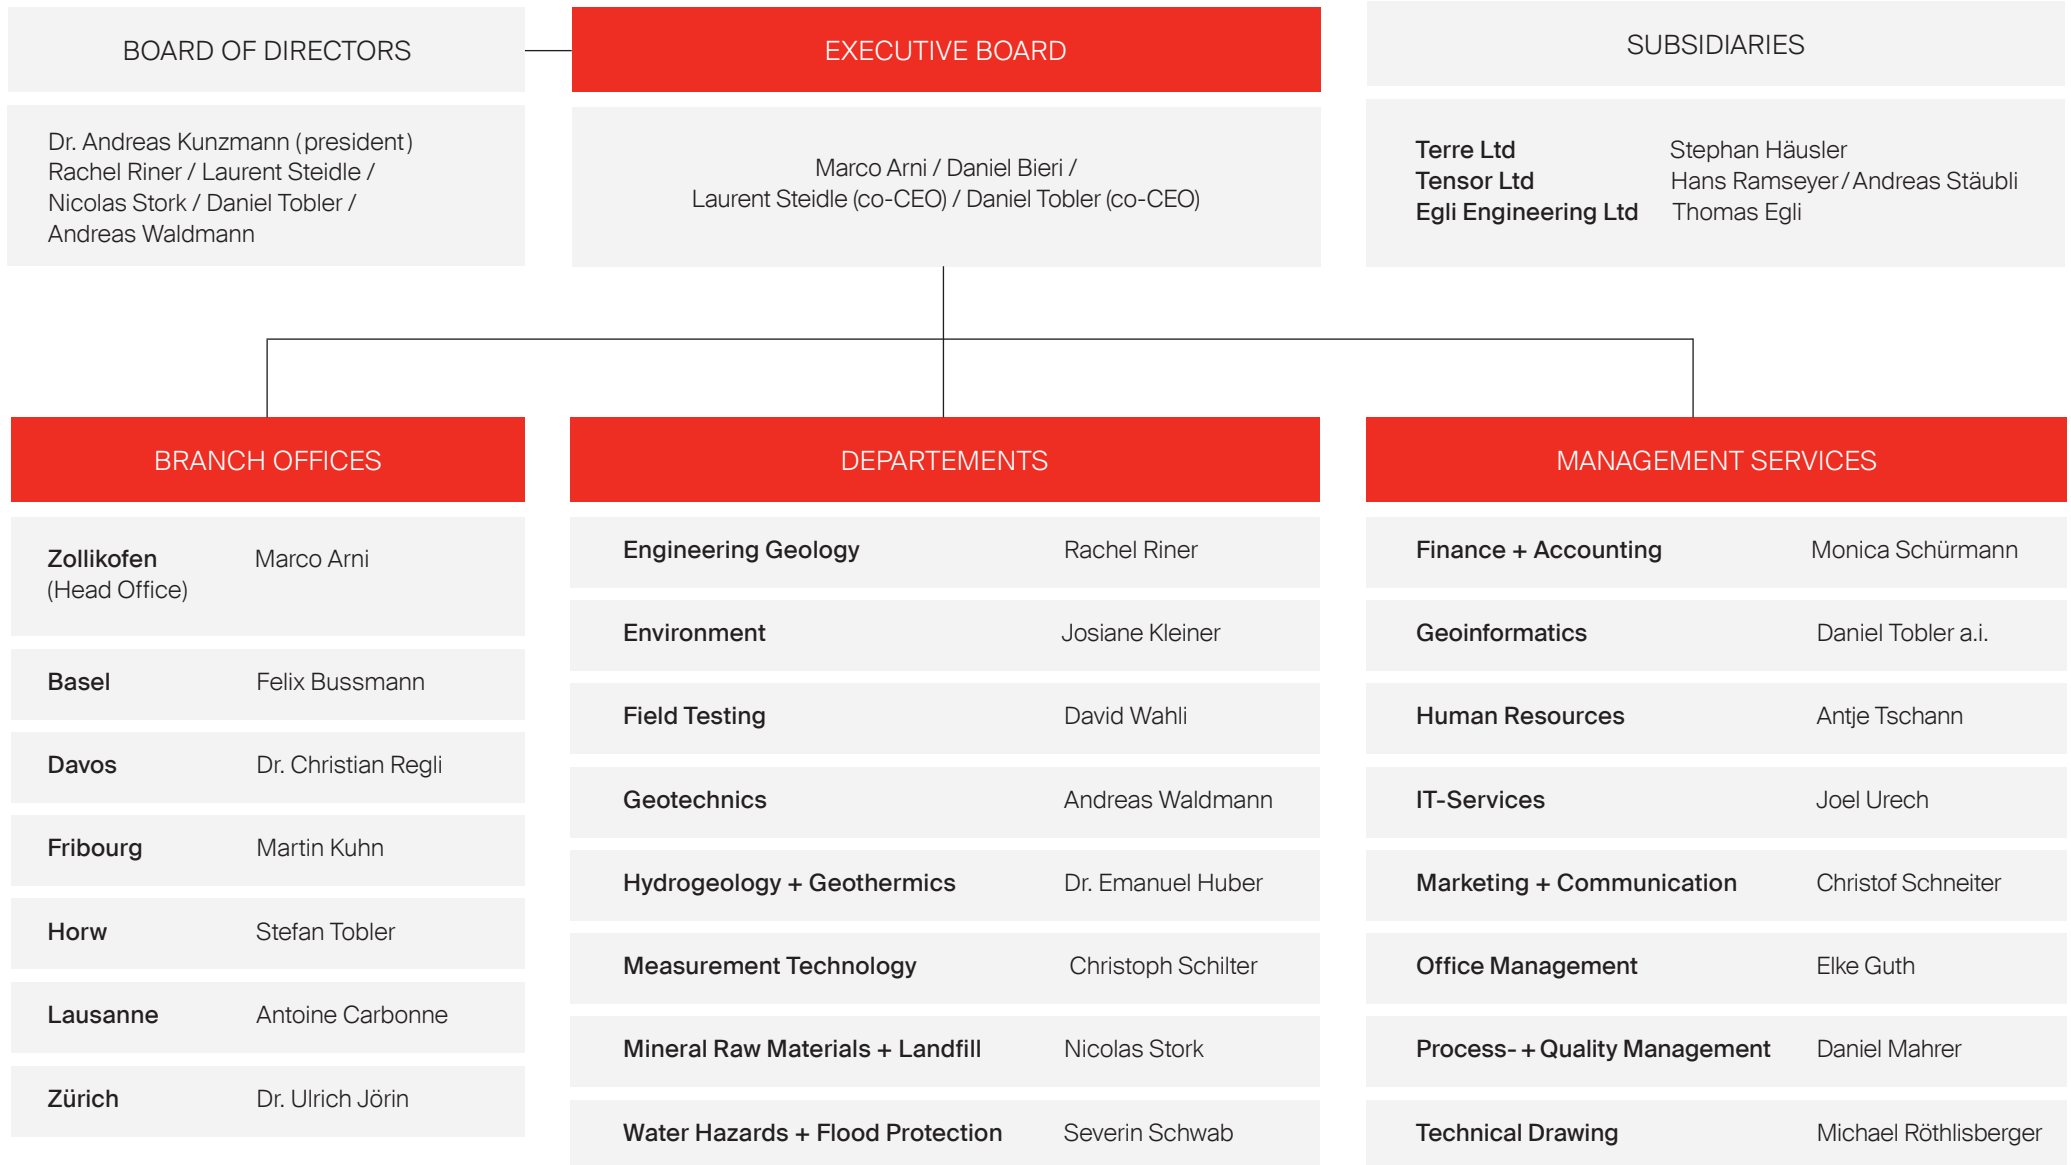 BOARD OF DIRECTORS
Dr. Andreas Kunzmann (president)
Rachel Riner / Laurent Steidle /
Nicolas Stork / Daniel Tobler /
Andreas Waldmann
EXECUTIVE BOARD
Marco Arni / Daniel Bieri /
Laurent Steidle (co-CEO) / Daniel Tobler (co-CEO)
SUBSIDIARIES
Terre Ltd Stephan Häusler
Tensor Ltd Hans Ramseyer/Andreas Stäubli
Egli Engineering Ltd Thomas Egli
BRANCH OFFICES
Zollikofen Marco Arni
(Head Office)
Basel Felix Bussmann
Davos Dr. Christian Regli
Fribourg Martin Kuhn
Horw Stefan Tobler
Lausanne Antoine Carbonne
Zürich Dr. Ulrich Jörin
DEPARTEMENTS
Engineering Geology Rachel Riner
Environment Josiane Kleiner
Field Testing David Wahli
Geotechnics Andreas Waldmann
Hydrogeology + Geothermics Dr. Emanuel Huber
Measurement Technology Christoph Schilter
Mineral Raw Materials + Landfill Nicolas Stork
Water Hazards + Flood Protection Severin Schwab
MANAGEMENT SERVICES
Finance + Accounting Monica Schürmann
Geoinformatics Daniel Tobler a.i.
Human Resources Antje Tschann
IT-Services Joel Urech
Marketing + Communication Christof Schneiter
Office Management Elke Guth
Process- + Quality Management Daniel Mahrer
Technical Drawing Michael Röthlisberger